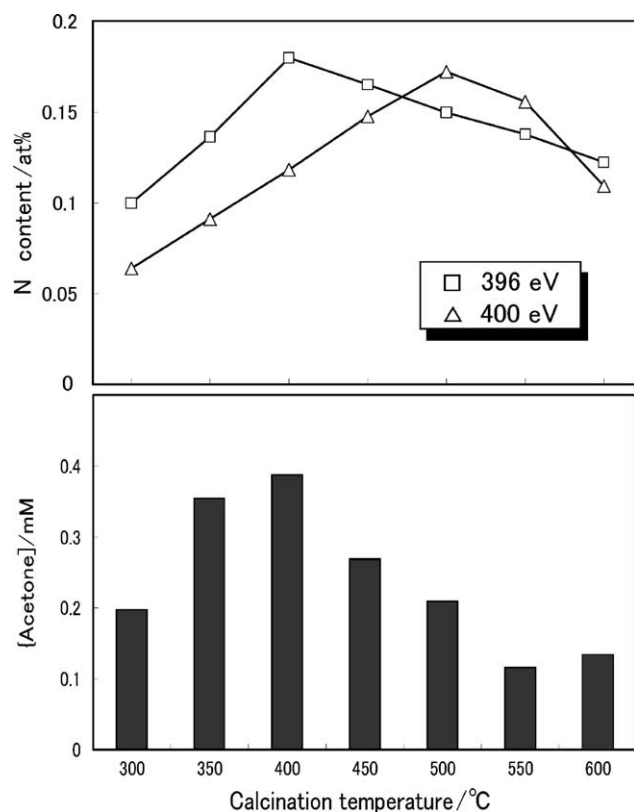 0.2
0.15
0.1
0.05
0
N content /at%
396 eV
400 eV
0.4
0.3
0.2
0.1
0
[Acetone]/mM
300 350 400 450 500 550 600
Calcination temperature/℃